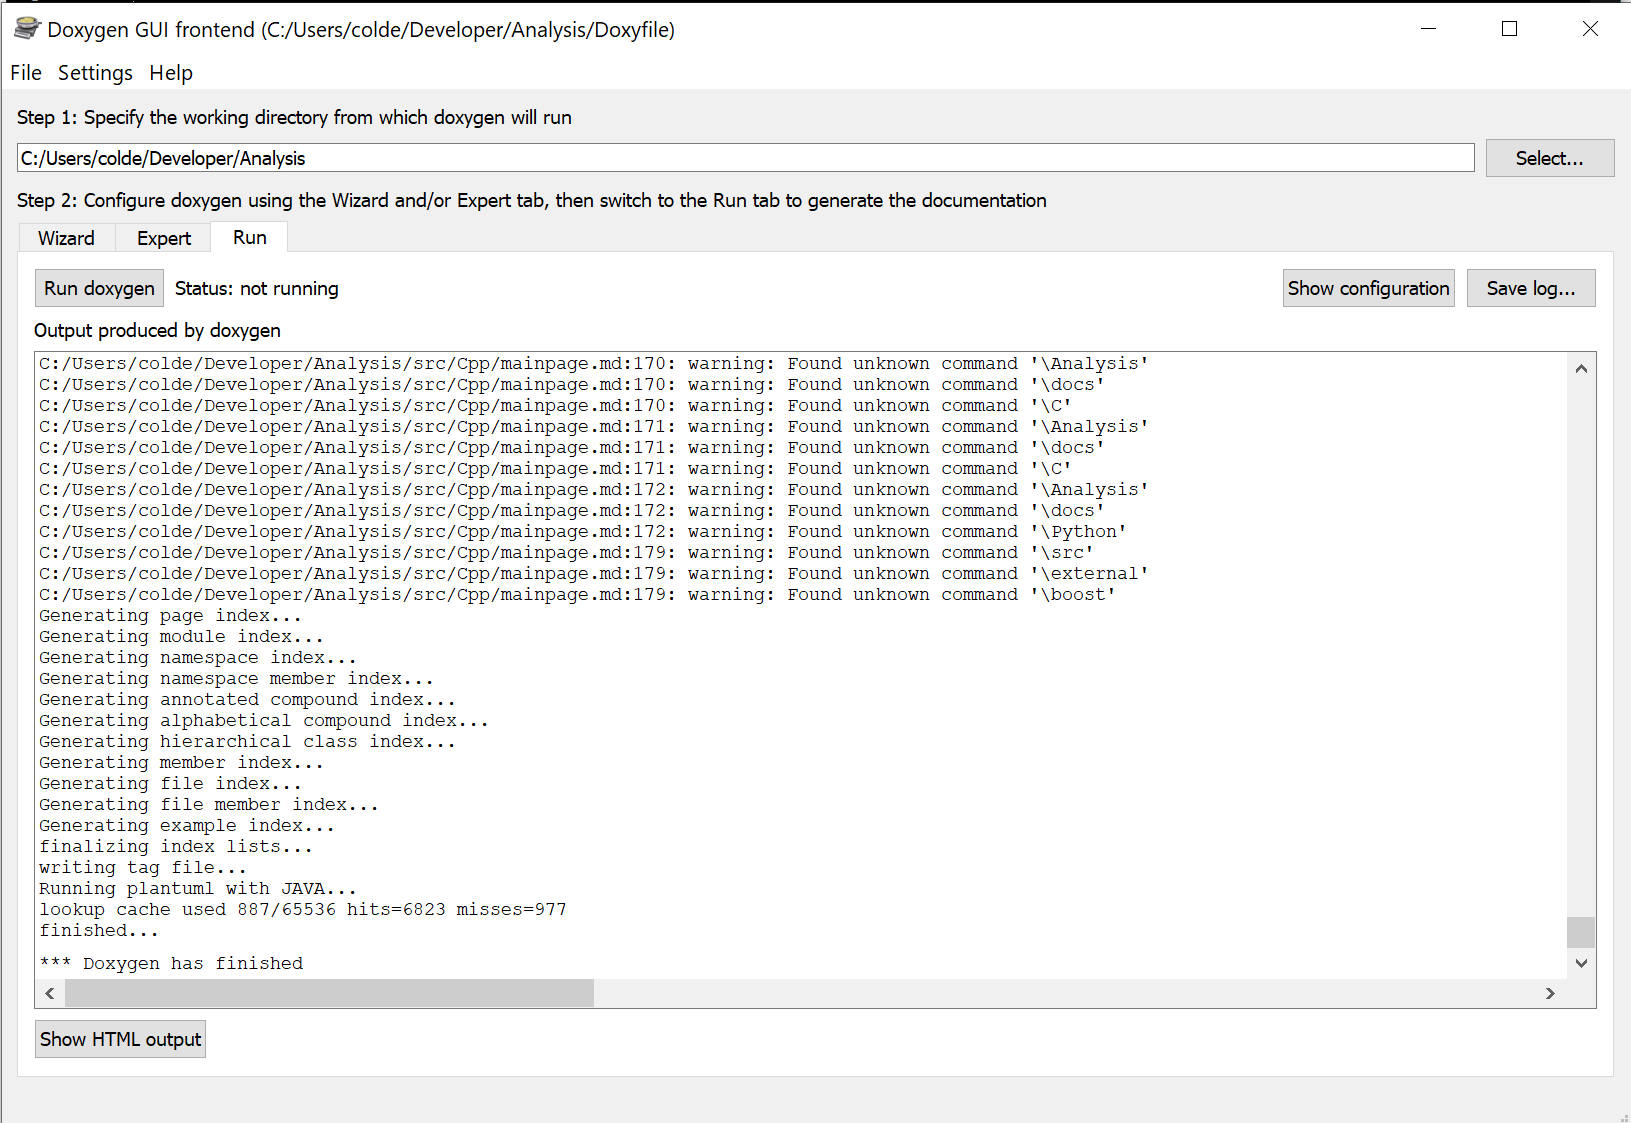 Doxygen GUI frontend (C:/Users/colde/Developer/Analysis/Doxyfile)
File Settings Help
Step 1: Specify the working directory from which doxygen will run
C:/Users/colde/Developer/Analysis
Select...
Step 2: Configure doxygen using the Wizard and/or Expert tab, then switch to the Run tab to generate the documentation
Wizard Expert Run
Run doxygen Status: not running Show configuration Save log...
Output produced by doxygen
C:/Users/colde/Developer/Analysis/src/Cpp/mainpage.md:170: warning: Found unknown command '\Analysis'
C:/Users/colde/Developer/Analysis/src/Cpp/mainpage.md:170: warning: Found unknown command '\docs'
C:/Users/colde/Developer/Analysis/src/Cpp/mainpage.md:170: warning: Found unknown command '\C'
C:/Users/colde/Developer/Analysis/src/Cpp/mainpage.md:171: warning: Found unknown command '\Analysis'
C:/Users/colde/Developer/Analysis/src/Cpp/mainpage.md:171: warning: Found unknown command '\docs'
C:/Users/colde/Developer/Analysis/src/Cpp/mainpage.md:171: warning: Found unknown command '\C'
C:/Users/colde/Developer/Analysis/src/Cpp/mainpage.md:172: warning: Found unknown command '\Analysis'
C:/Users/colde/Developer/Analysis/src/Cpp/mainpage.md:172: warning: Found unknown command '\docs'
C:/Users/colde/Developer/Analysis/src/Cpp/mainpage.md:172: warning: Found unknown command '\Python'
C:/Users/colde/Developer/Analysis/src/Cpp/mainpage.md:179: warning: Found unknown command '\src'
C:/Users/colde/Developer/Analysis/src/Cpp/mainpage.md:179: warning: Found unknown command '\external'
C:/Users/colde/Developer/Analysis/src/Cpp/mainpage.md:179: warning: Found unknown command '\boost'
Generating page index...
Generating module index...
Generating namespace index...
Generating namespace member index...
Generating annotated compound index...
Generating alphabetical compound index...
Generating hierarchical class index...
Generating member index...
Generating file index...
Generating file member index...
Generating example index...
finalizing index lists...
writing tag file...
Running plantuml with JAVA...
lookup cache used 887/65536 hits=6823 misses=977
finished...
*** Doxygen has finished
Show HTML output